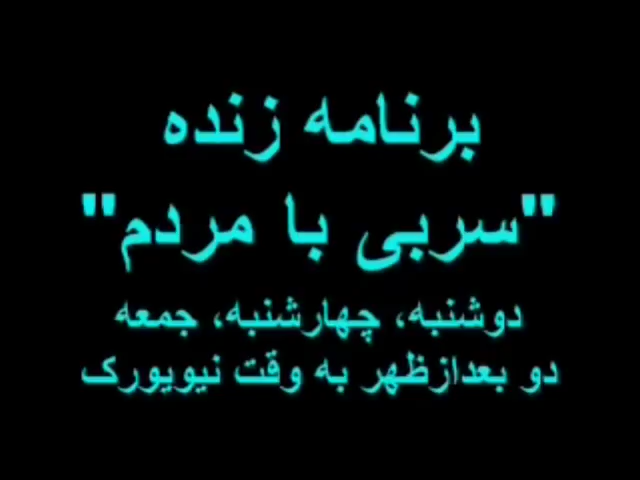 برنامه زنده
"سربی با مردم"
دوشنبه، چهارشنبه، جمعه
دو بعدازظهر به وقت نیویورک